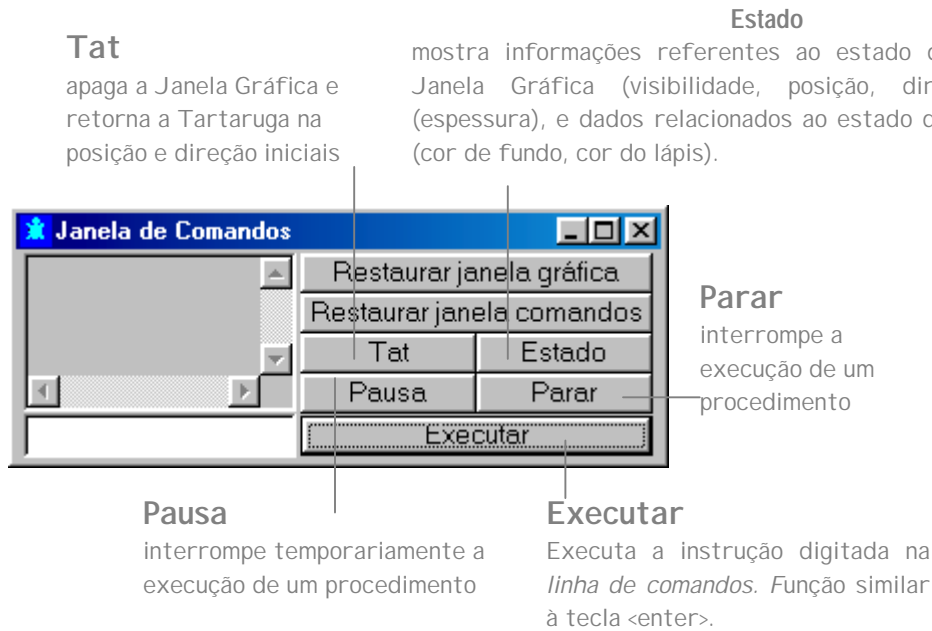 Estado
Tat
mostra informações referentes ao estado
apaga a Janela Gráfica e
Janela Gráfica (visibilidade, posição,
retorna a Tartaruga na
(espessura), e dados relacionados ao estado
posição e direção iniciais
(cor de fundo, cor do lápis).
Janela de Comandos
Restaurar janela gráfica
Restaurar janela comandos
Tat
Estado
Pausa
Parar
Executar
Parar
interrompe a
execução de um
procedimento
Pausa
interrompe temporariamente a
execução de um procedimento
Executar
Executa a instrução digitada na
linha de comandos. Função similar
à tecla <enter>.